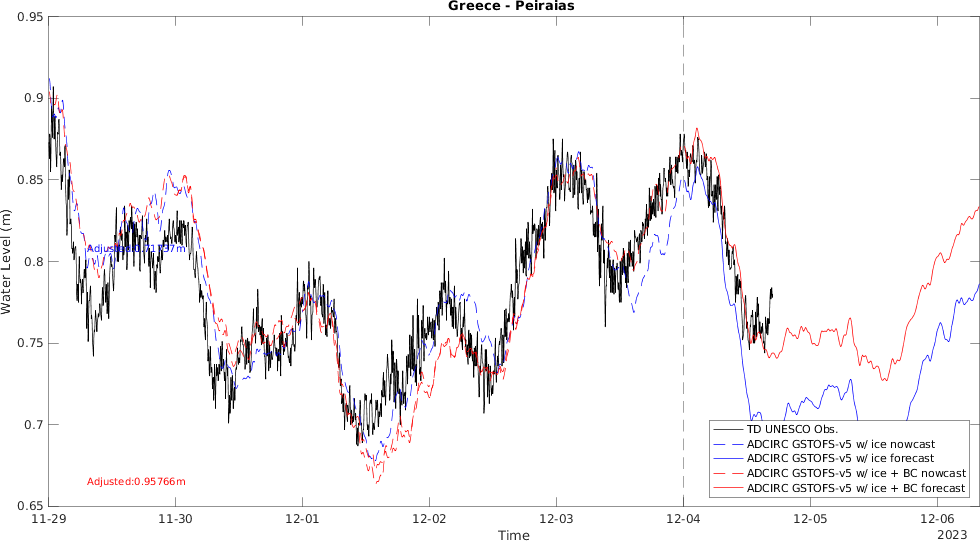 Greece - Peiraias
0.95
0.9
0.85
0.8
0.75
0.7
0.65
Water Level (m)
Adjusted:0.95766m
TD UNESCO Obs.
ADCIRC GSTOFS-v5 w/ ice nowcast
ADCIRC GSTOFS-v5 w/ ice forecast
ADCIRC GSTOFS-v5 w/ ice + BC nowcast
ADCIRC GSTOFS-v5 w/ ice + BC forecast
11-29 11-30 12-01 12-02 12-03 12-04 12-05 12-06
Time
2023